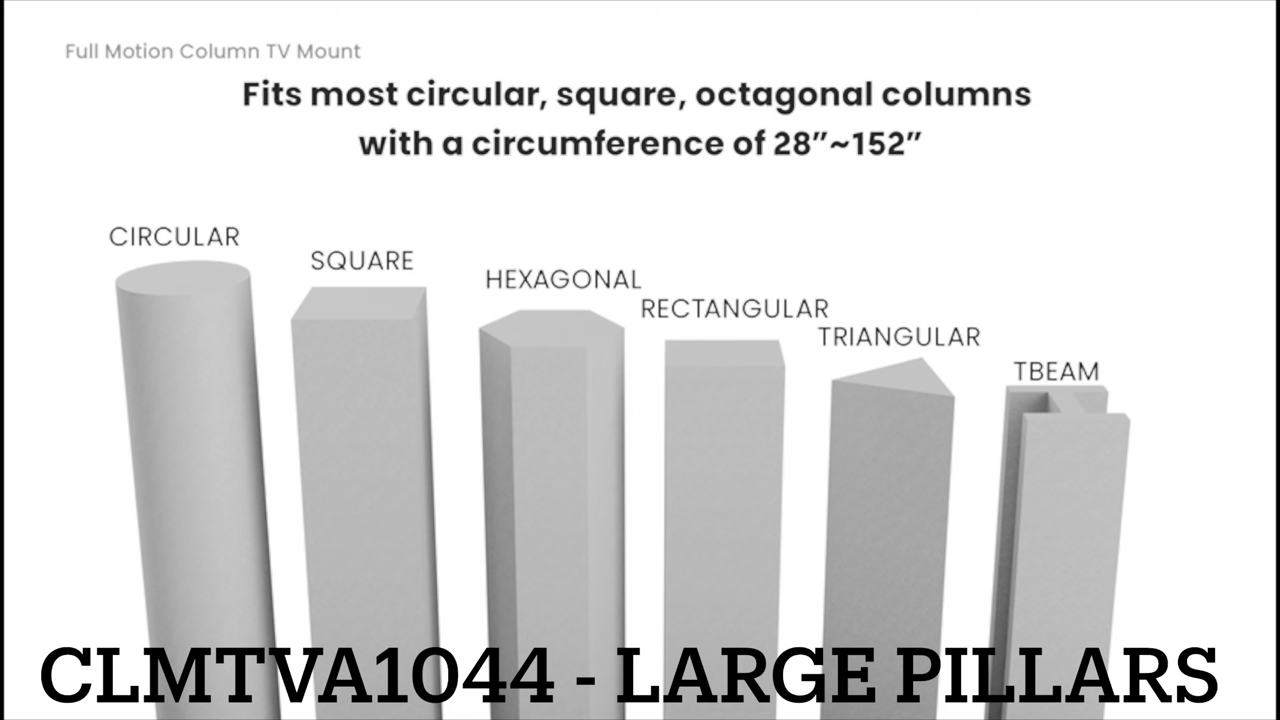 Full Motion Column TV Mount
Fits most circular, square, octagonal columns
with a circumference of 28”~152”
CIRCULAR
SQUARE
HEXAGONAL
RECTANGULAR
TRIANGULAR
TBEAM
CLMTVA1044 - LARGE PILLARS